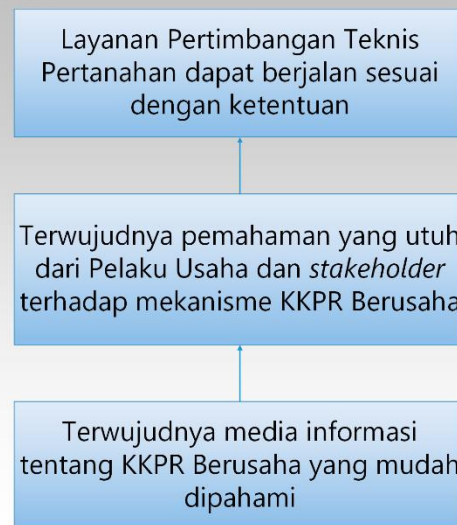 Layanan Pertimbangan Teknis
Pertanahan dapat berjalan sesuai
dengan ketentuan
Terwujudnya pemahaman yang utuh
dari Pelaku Usaha dan stakeholder
terhadap mekanisme KKPR Berusaha
Terwujudnya media informasi
tentang KKPR Berusaha yang mudah
dipahami